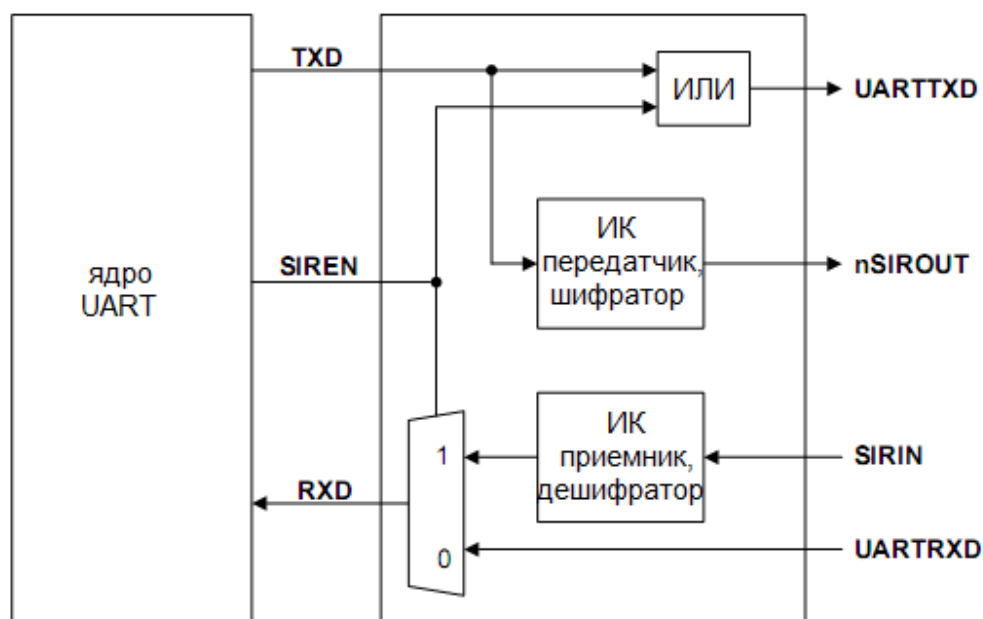 TXD
ИЛИ
UARTTXD
ИК
передатчик,
шифратор
nSIROUT
SIREN
ядро
UART
ИК
приемник,
дешифратор
1
SIRIN
RXD
0
UARTRXD